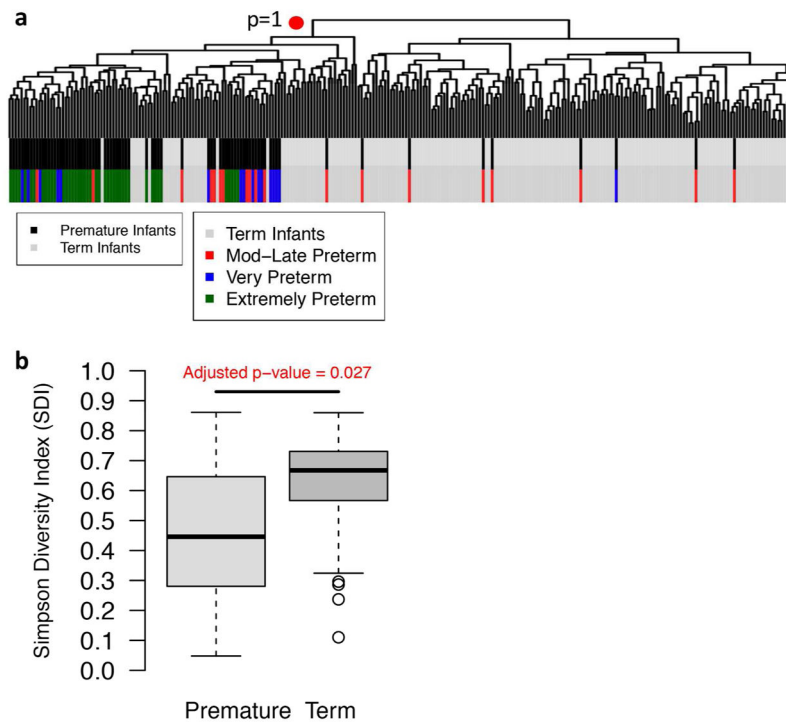 a
p=1
Premature Infants
Term Infants
Term Infants
Mod-Late Preterm
Very Preterm
Extremely Preterm
b
Adjusted p-value = 0.027
Simpson Diversity Index (SDI)
1.0
0.9
0.8
0.7
0.6
0.5
0.4
0.3
0.2
0.1
0.0
Premature Term